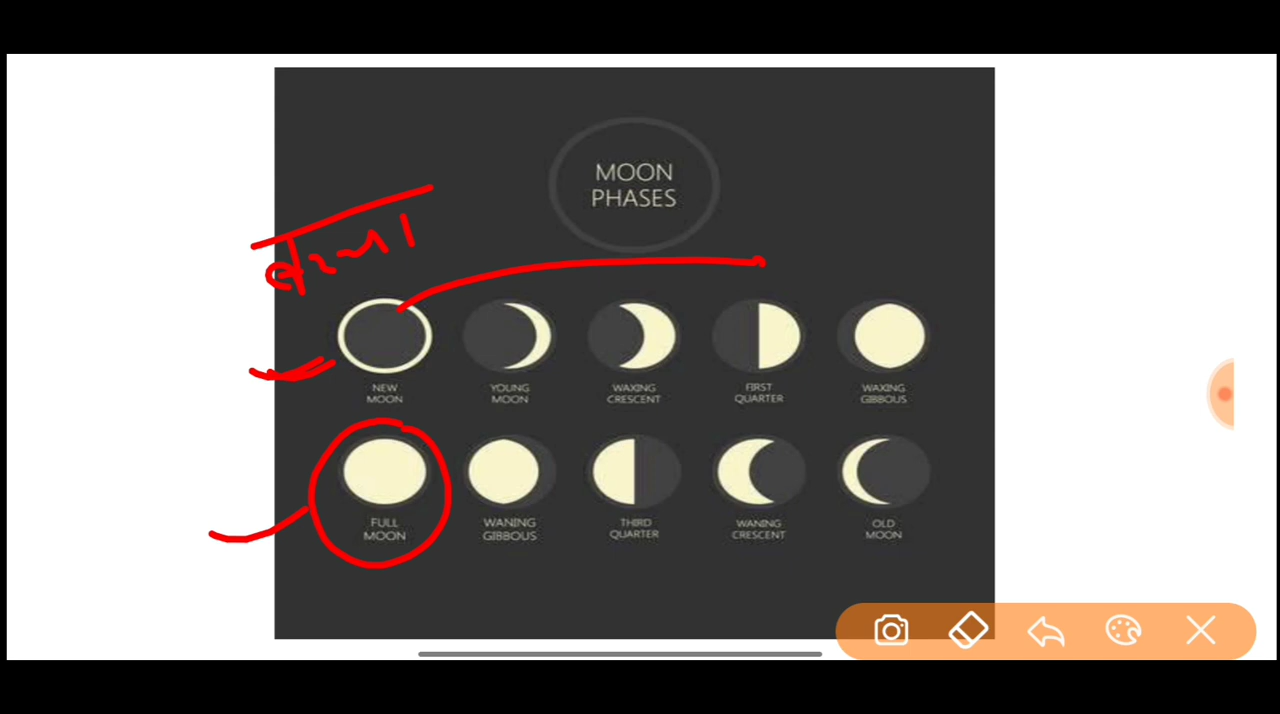 MOON
PHASES
NEW
MOON
YOUNG
MOON
WAXING
CRESCENT
FIRST
QUARTER
WAXING
GIBBOUS
FULL
MOON
WANING
GIBBOUS
THIRD
QUARTER
WANING
CRESCENT
OLD
MOON